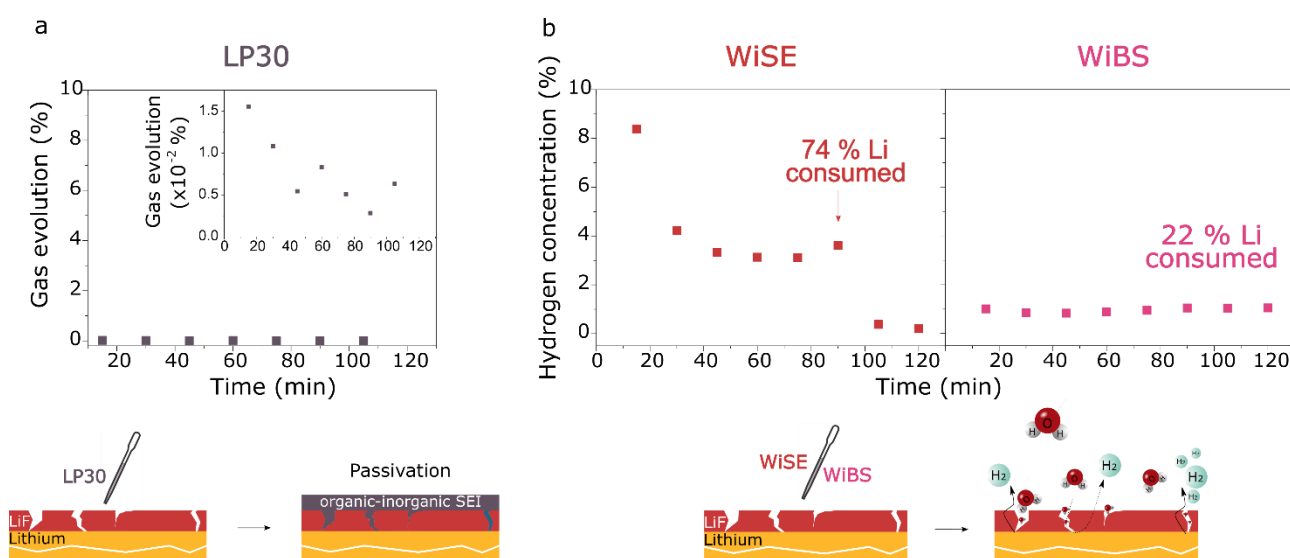 a
LP30
Gas evolution (%)
10
8
6
4
2
0
20
40
60
80
100
120
Time (min)
Gas evolution
(x10⁻² %)
1.5
1.0
0.5
0.0
0
20
40
60
80
100
120
b
WiSE
WiBS
Hydrogen concentration (%)
10
8
6
4
2
0
74 % Li
consumed
22 % Li
consumed
0
20
40
60
80
100
120
20
40
60
80
100
120
Time (min)
LP30
LiF
Lithium
Passivation
organic-inorganic SEI
WiSE
WiBS
LiF
Lithium
O
H
H
H₂
H₂
H₂
H₂
H₂
H₂